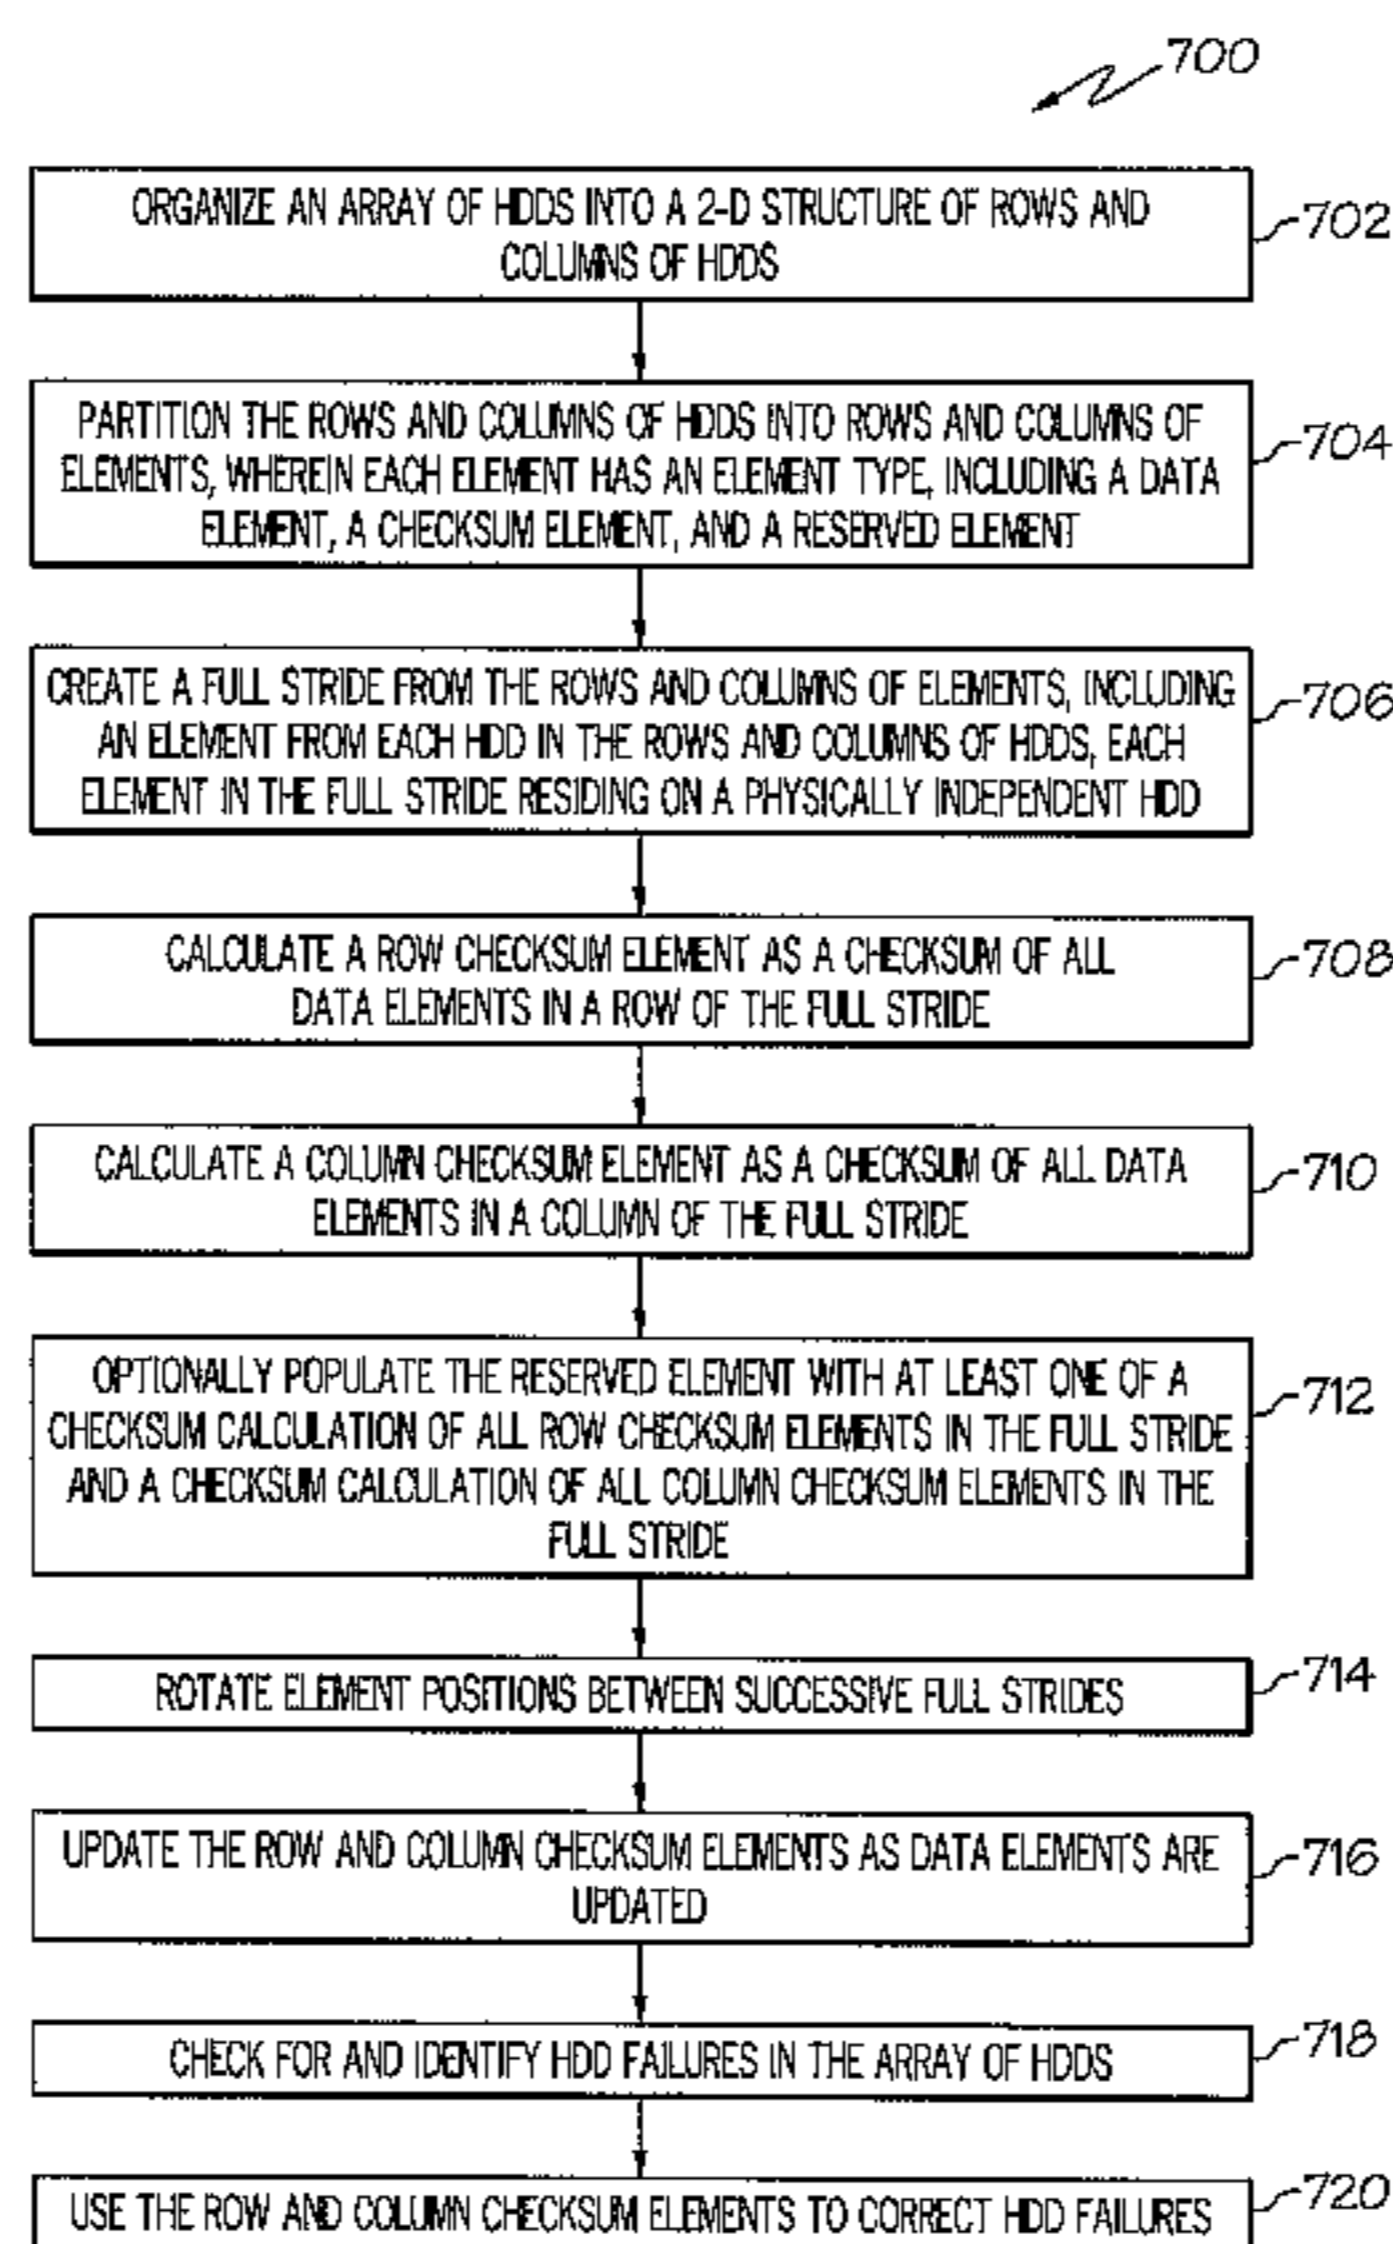 700
ORGANIZE AN ARRAY OF HDDS INTO A 2-D STRUCTURE OF ROWS AND
COLUMNS OF HDDS
702
PARTITION THE ROWS AND COLUMNS OF HDDS INTO ROWS AND COLUMNS OF
ELEMENTS, WHEREIN EACH ELEMENT HAS AN ELEMENT TYPE, INCLUDING A DATA
ELEMENT, A CHECKSUM ELEMENT, AND A RESERVED ELEMENT
704
CREATE A FULL STRIDE FROM THE ROWS AND COLUMNS OF ELEMENTS, INCLUDING
AN ELEMENT FROM EACH HDD IN THE ROWS AND COLUMNS OF HDDS, EACH
ELEMENT IN THE FULL STRIDE RESIDING ON A PHYSICALLY INDEPENDENT HDD
706
CALCULATE A ROW CHECKSUM ELEMENT AS A CHECKSUM OF ALL
DATA ELEMENTS IN A ROW OF THE FULL STRIDE
708
CALCULATE A COLUMN CHECKSUM ELEMENT AS A CHECKSUM OF ALL DATA
ELEMENTS IN A COLUMN OF THE FULL STRIDE
710
OPTIONALLY POPULATE THE RESERVED ELEMENT WITH AT LEAST ONE OF A
CHECKSUM CALCULATION OF ALL ROW CHECKSUM ELEMENTS IN THE FULL STRIDE
AND A CHECKSUM CALCULATION OF ALL COLUMN CHECKSUM ELEMENTS IN THE
FULL STRIDE
712
ROTATE ELEMENT POSITIONS BETWEEN SUCCESSIVE FULL STRIDES
714
UPDATE THE ROW AND COLUMN CHECKSUM ELEMENTS AS DATA ELEMENTS ARE
UPDATED
716
CHECK FOR AND IDENTIFY HDD FAILURES IN THE ARRAY OF HDDS
718
USE THE ROW AND COLUMN CHECKSUM ELEMENTS TO CORRECT HDD FAILURES
720